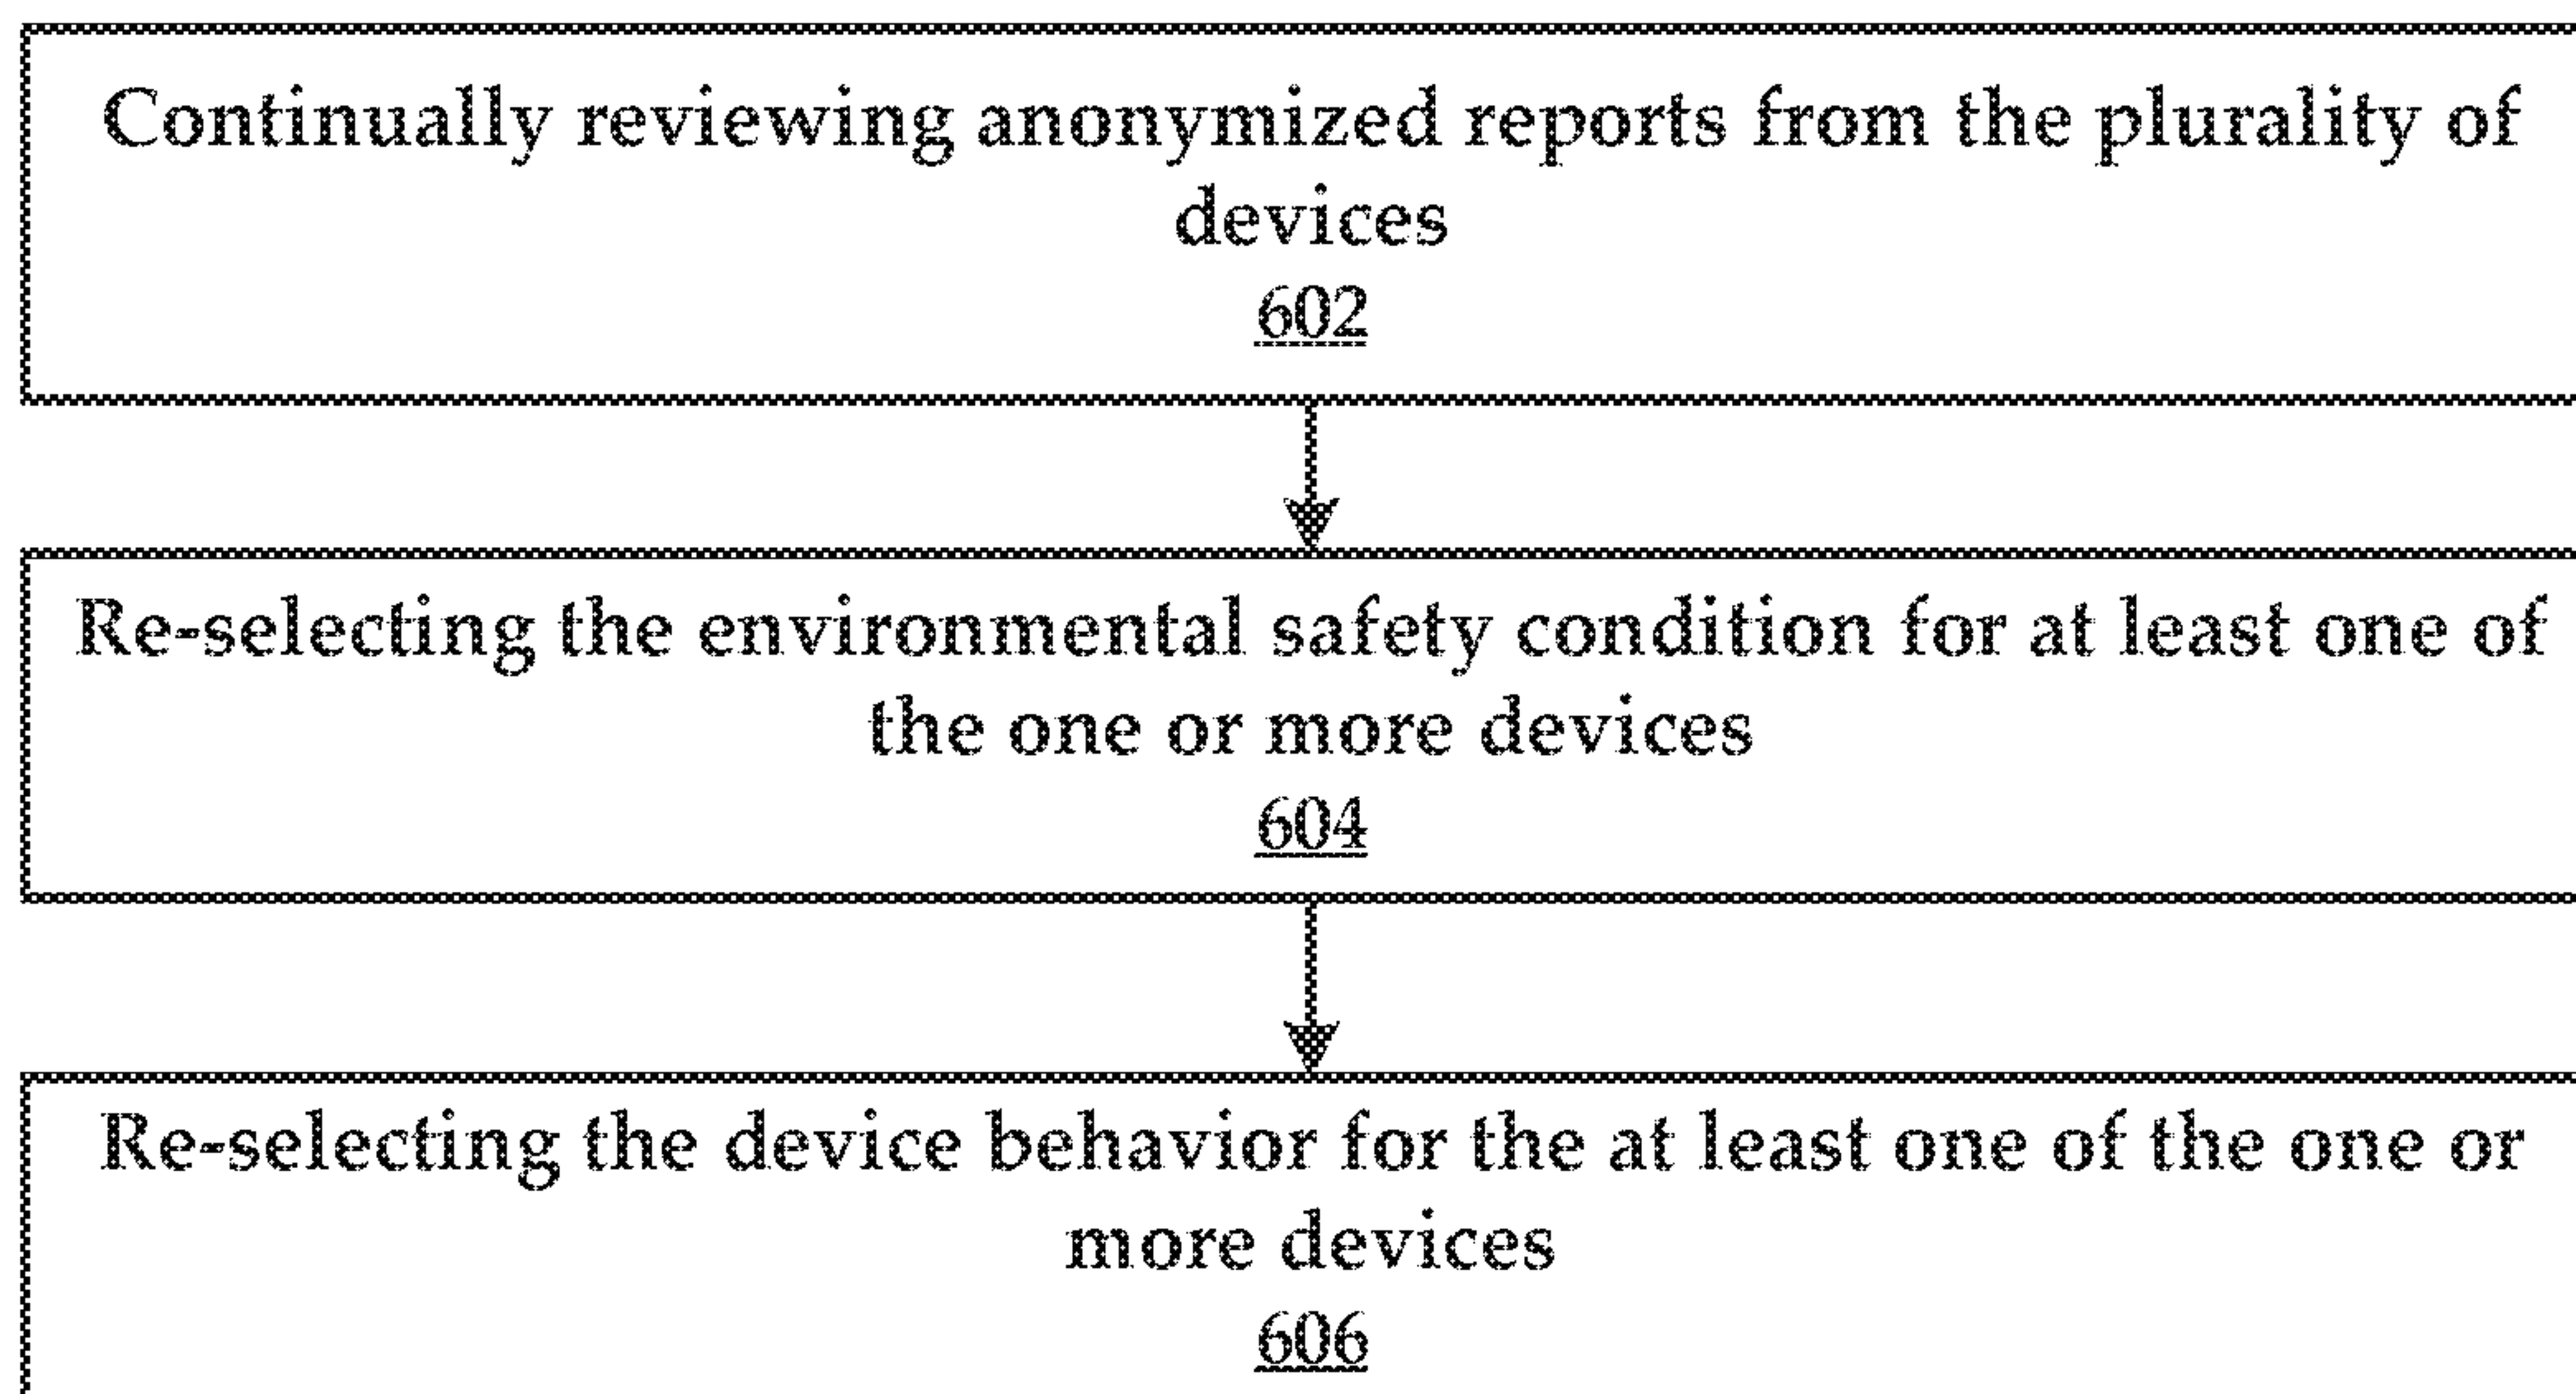 Continually reviewing anonymized reports from the plurality of
devices
602
Re-selecting the environmental safety condition for at least one of
the one or more devices
604
Re-selecting the device behavior for the at least one of the one or
more devices
606